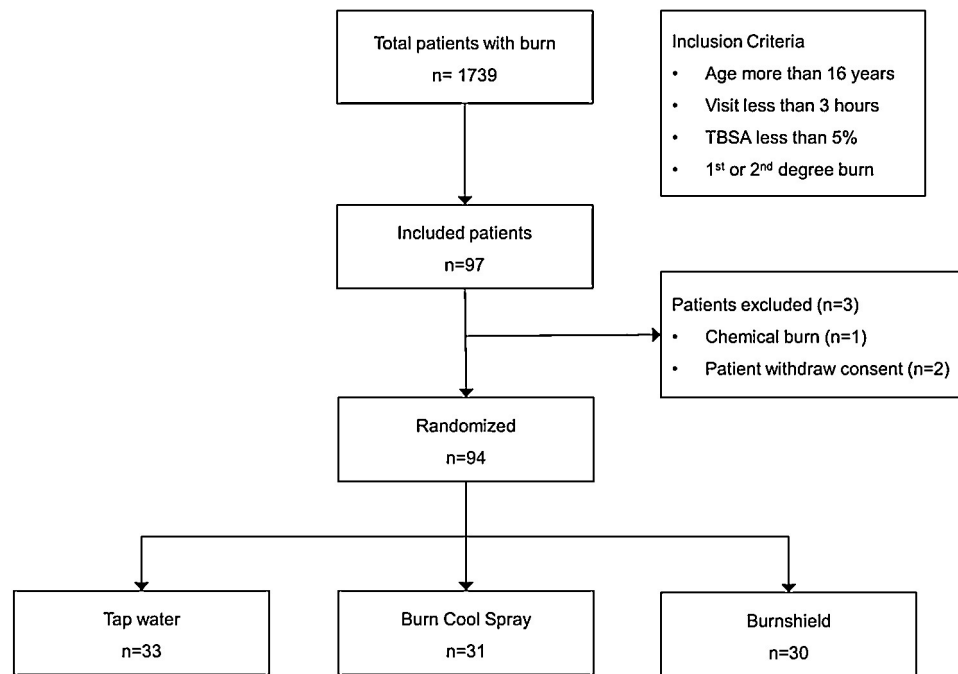 Total patients with burn
n= 1739
Inclusion Criteria
• Age more than 16 years
• Visit less than 3 hours
• TBSA less than 5%
• 1st or 2nd degree burn
Included patients
n=97
Patients excluded (n=3)
• Chemical burn (n=1)
• Patient withdraw consent (n=2)
Randomized
n=94
Tap water
n=33
Burn Cool Spray
n=31
Burnshield
n=30